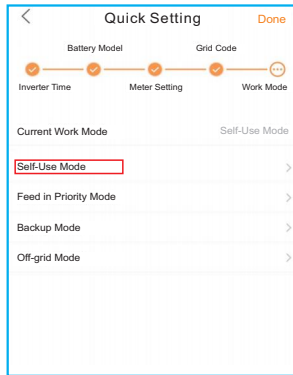 Quick Setting Done
Battery Model Grid Code
Inverter Time Meter Setting Work Mode
Current Work Mode Self-Use Mode
Self-Use Mode
Feed in Priority Mode
Backup Mode
Off-grid Mode